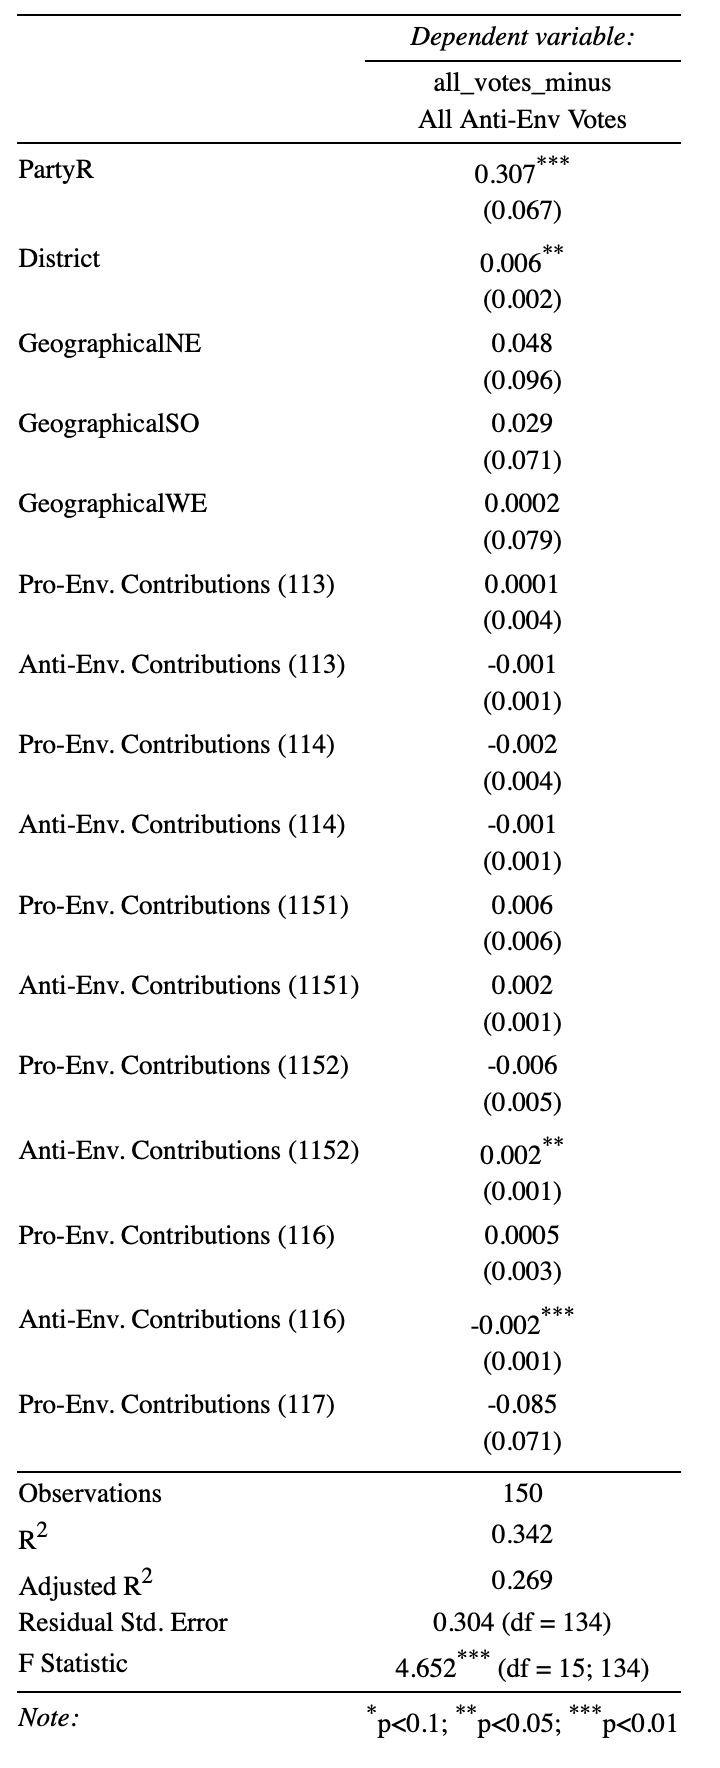 Dependent variable:
all_votes_minus
All Anti-Env Votes
PartyR 0.307***
(0.067)
District 0.006**
(0.002)
GeographicalNE 0.048
(0.096)
GeographicalSO 0.029
(0.071)
GeographicalWE 0.0002
(0.079)
Pro-Env. Contributions (113) 0.0001
(0.004)
Anti-Env. Contributions (113) -0.001
(0.001)
Pro-Env. Contributions (114) -0.002
(0.004)
Anti-Env. Contributions (114) -0.001
(0.001)
Pro-Env. Contributions (1151) 0.006
(0.006)
Anti-Env. Contributions (1151) 0.002
(0.001)
Pro-Env. Contributions (1152) -0.006
(0.005)
Anti-Env. Contributions (1152) 0.002**
(0.001)
Pro-Env. Contributions (116) 0.0005
(0.003)
Anti-Env. Contributions (116) -0.002***
(0.001)
Pro-Env. Contributions (117) -0.085
(0.071)
Observations 150
R2 0.342
Adjusted R2 0.269
Residual Std. Error 0.304 (df = 134)
F Statistic 4.652*** (df = 15; 134)
Note: *p<0.1; **p<0.05; ***p<0.01